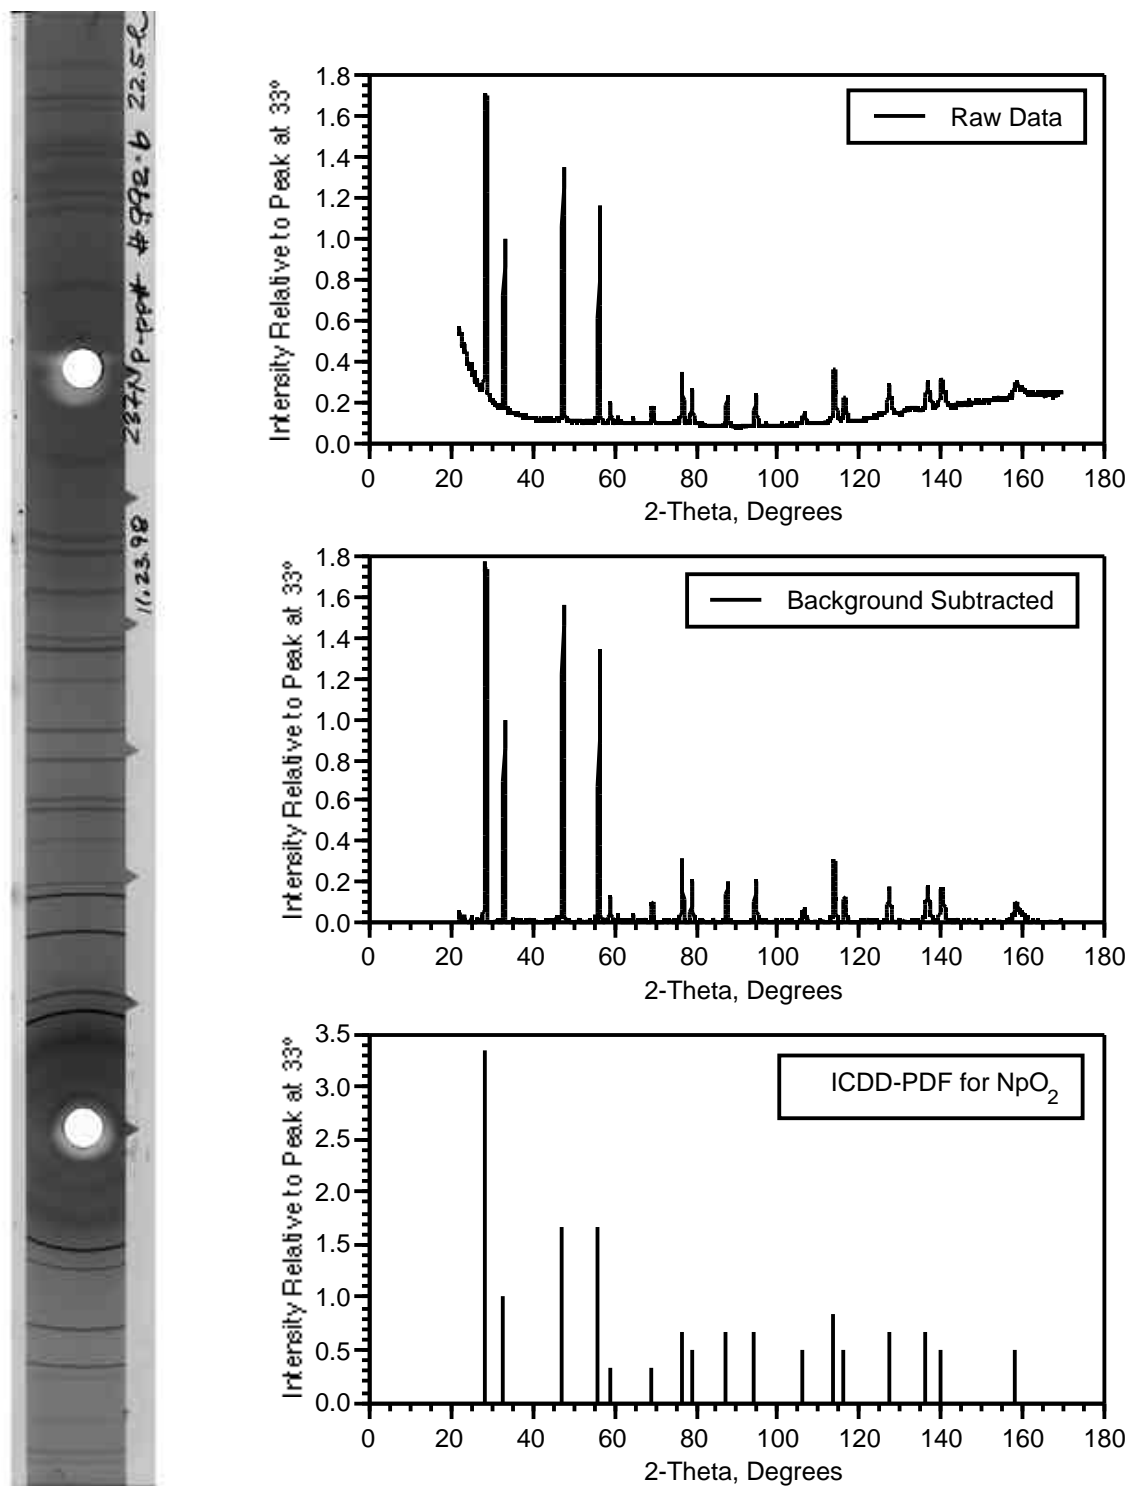 237Np-ppt #992.b 22.5h
11.23.98
Intensity Relative to Peak at 33º
1.8
1.6
1.4
1.2
1.0
0.8
0.6
0.4
0.2
0.0
Raw Data
0 20 40 60 80 100 120 140 160 180
2-Theta, Degrees
Intensity Relative to Peak at 33º
1.8
1.6
1.4
1.2
1.0
0.8
0.6
0.4
0.2
0.0
Background Subtracted
0 20 40 60 80 100 120 140 160 180
2-Theta, Degrees
Intensity Relative to Peak at 33º
3.5
3.0
2.5
2.0
1.5
1.0
0.5
0.0
ICDD-PDF for NpO2
0 20 40 60 80 100 120 140 160 180
2-Theta, Degrees